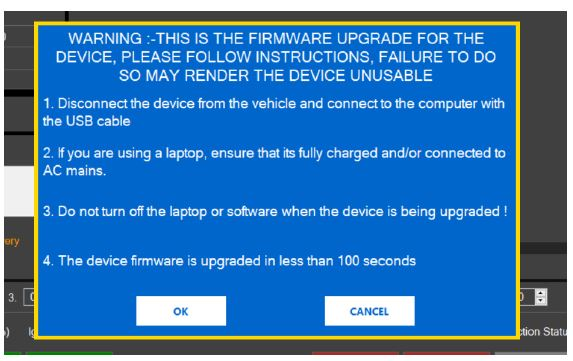 WARNING :-THIS IS THE FIRMWARE UPGRADE FOR THE
DEVICE, PLEASE FOLLOW INSTRUCTIONS, FAILURE TO DO
SO MAY RENDER THE DEVICE UNUSABLE
1. Disconnect the device from the vehicle and connect to the computer with
the USB cable
2. If you are using a laptop, ensure that its fully charged and/or connected to
AC mains.
3. Do not turn off the laptop or software when the device is being upgraded !
ery
4. The device firmware is upgraded in less than 100 seconds
3.
OK CANCEL
ction Statu